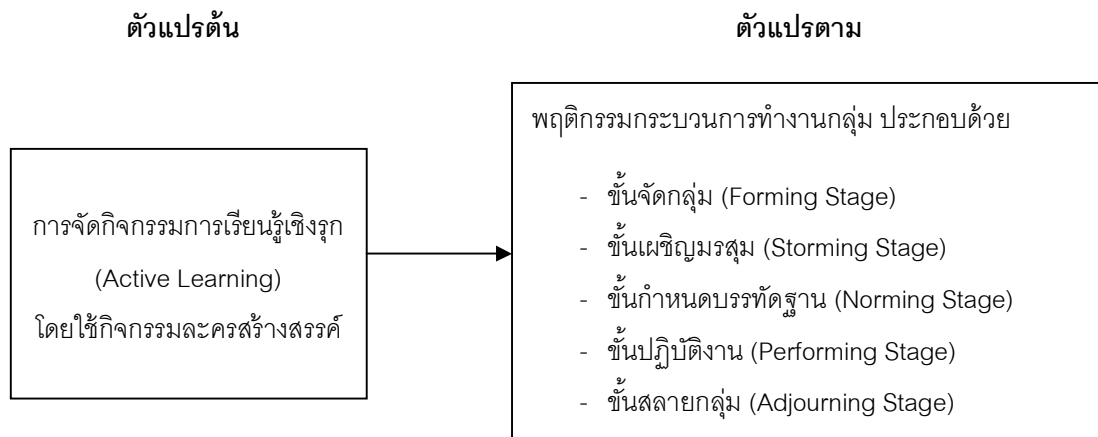 ตัวแปรต้น
ตัวแปรตาม
การจัดกิจกรรมการเรียนรู้เชิงรุก
(Active Learning)
โดยใช้กิจกรรมละครสร้างสรรค์
พฤติกรรมกระบวนการทำงานกลุ่ม ประกอบด้วย
- ขั้นจัดกลุ่ม (Forming Stage)
- ขั้นเผชิญมรสุม (Storming Stage)
- ขั้นกำหนดบรรทัดฐาน (Norming Stage)
- ขั้นปฏิบัติงาน (Performing Stage)
- ขั้นสลายกลุ่ม (Adjourning Stage)